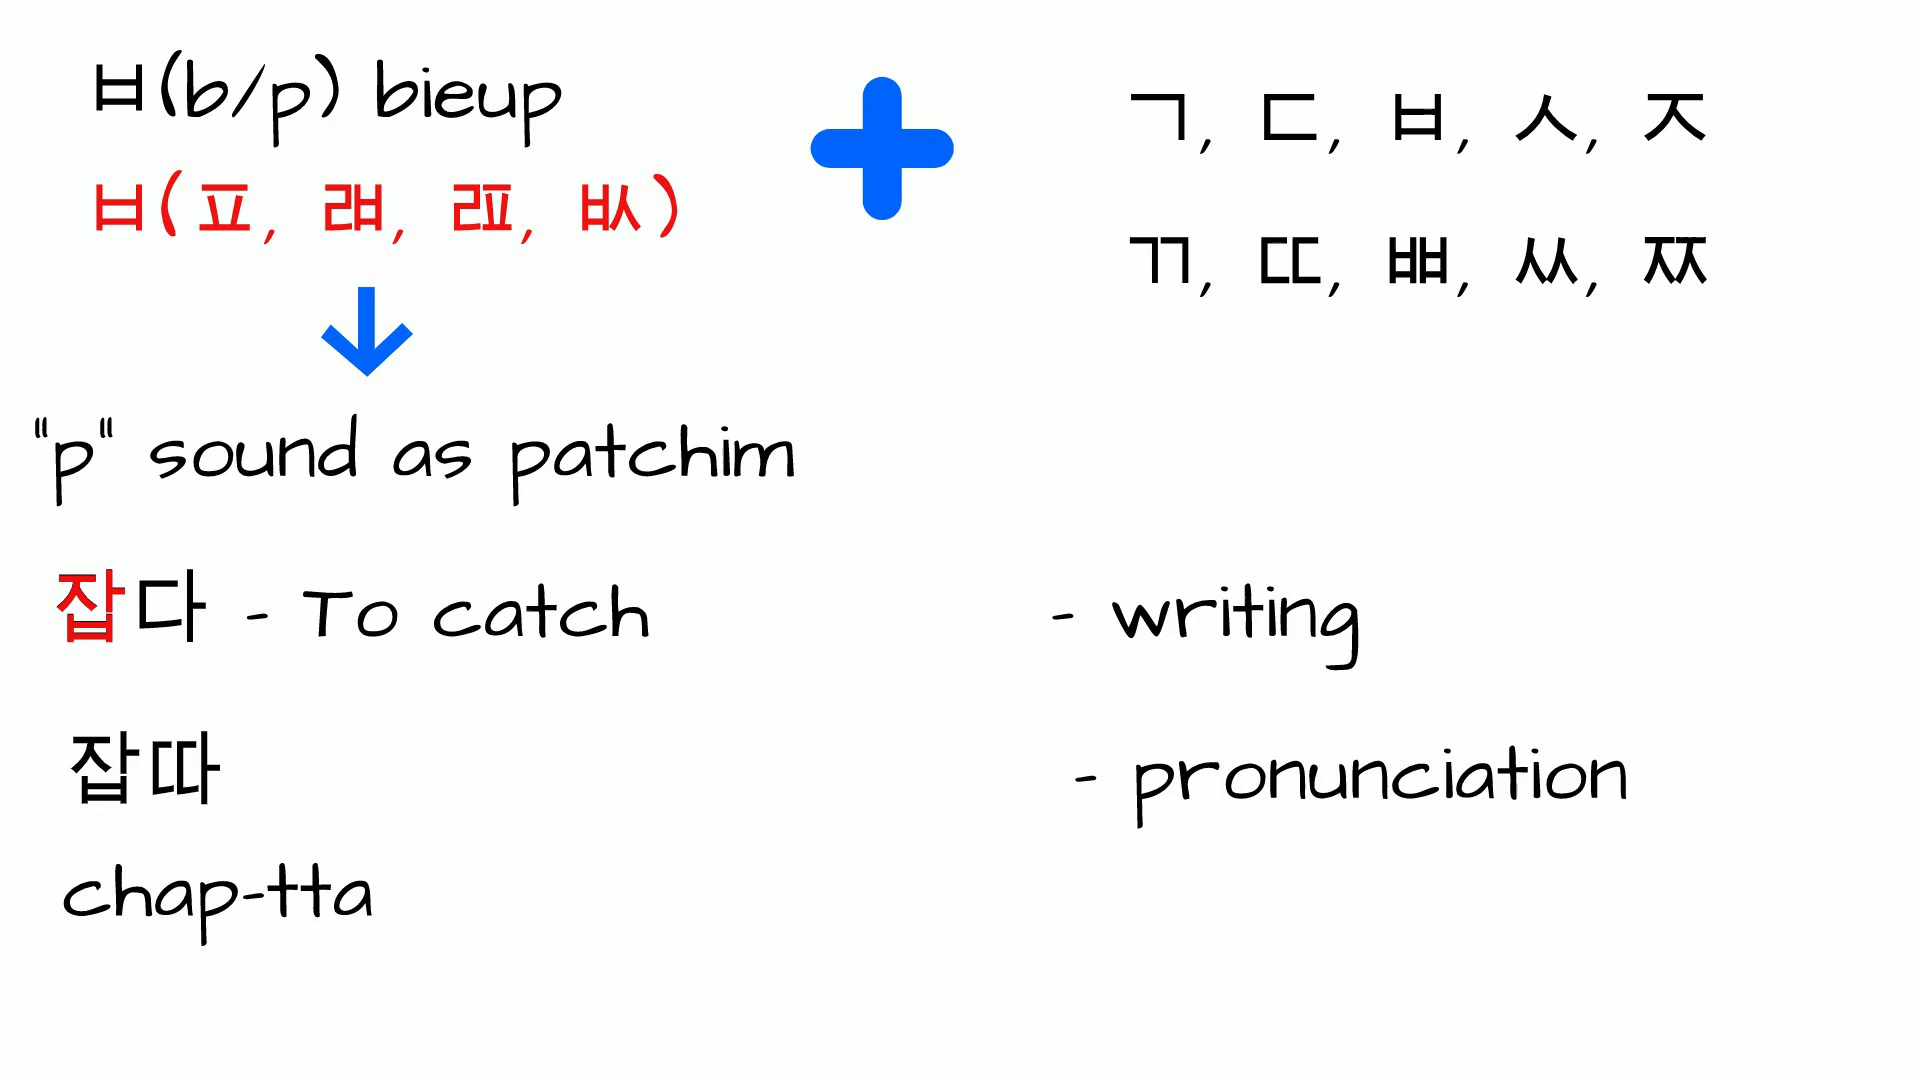 ㅂ(b/p) bieup
ㄱ, ㄷ, ㅂ, ㅅ, ㅈ
ㅂ(ㅍ, ㄼ, ㄿ, ㅄ)
ㄲ, ㄸ, ㅃ, ㅆ, ㅉ
"p" sound as patchim
잡다 - To catch
- writing
잡따
- pronunciation
chap-tta